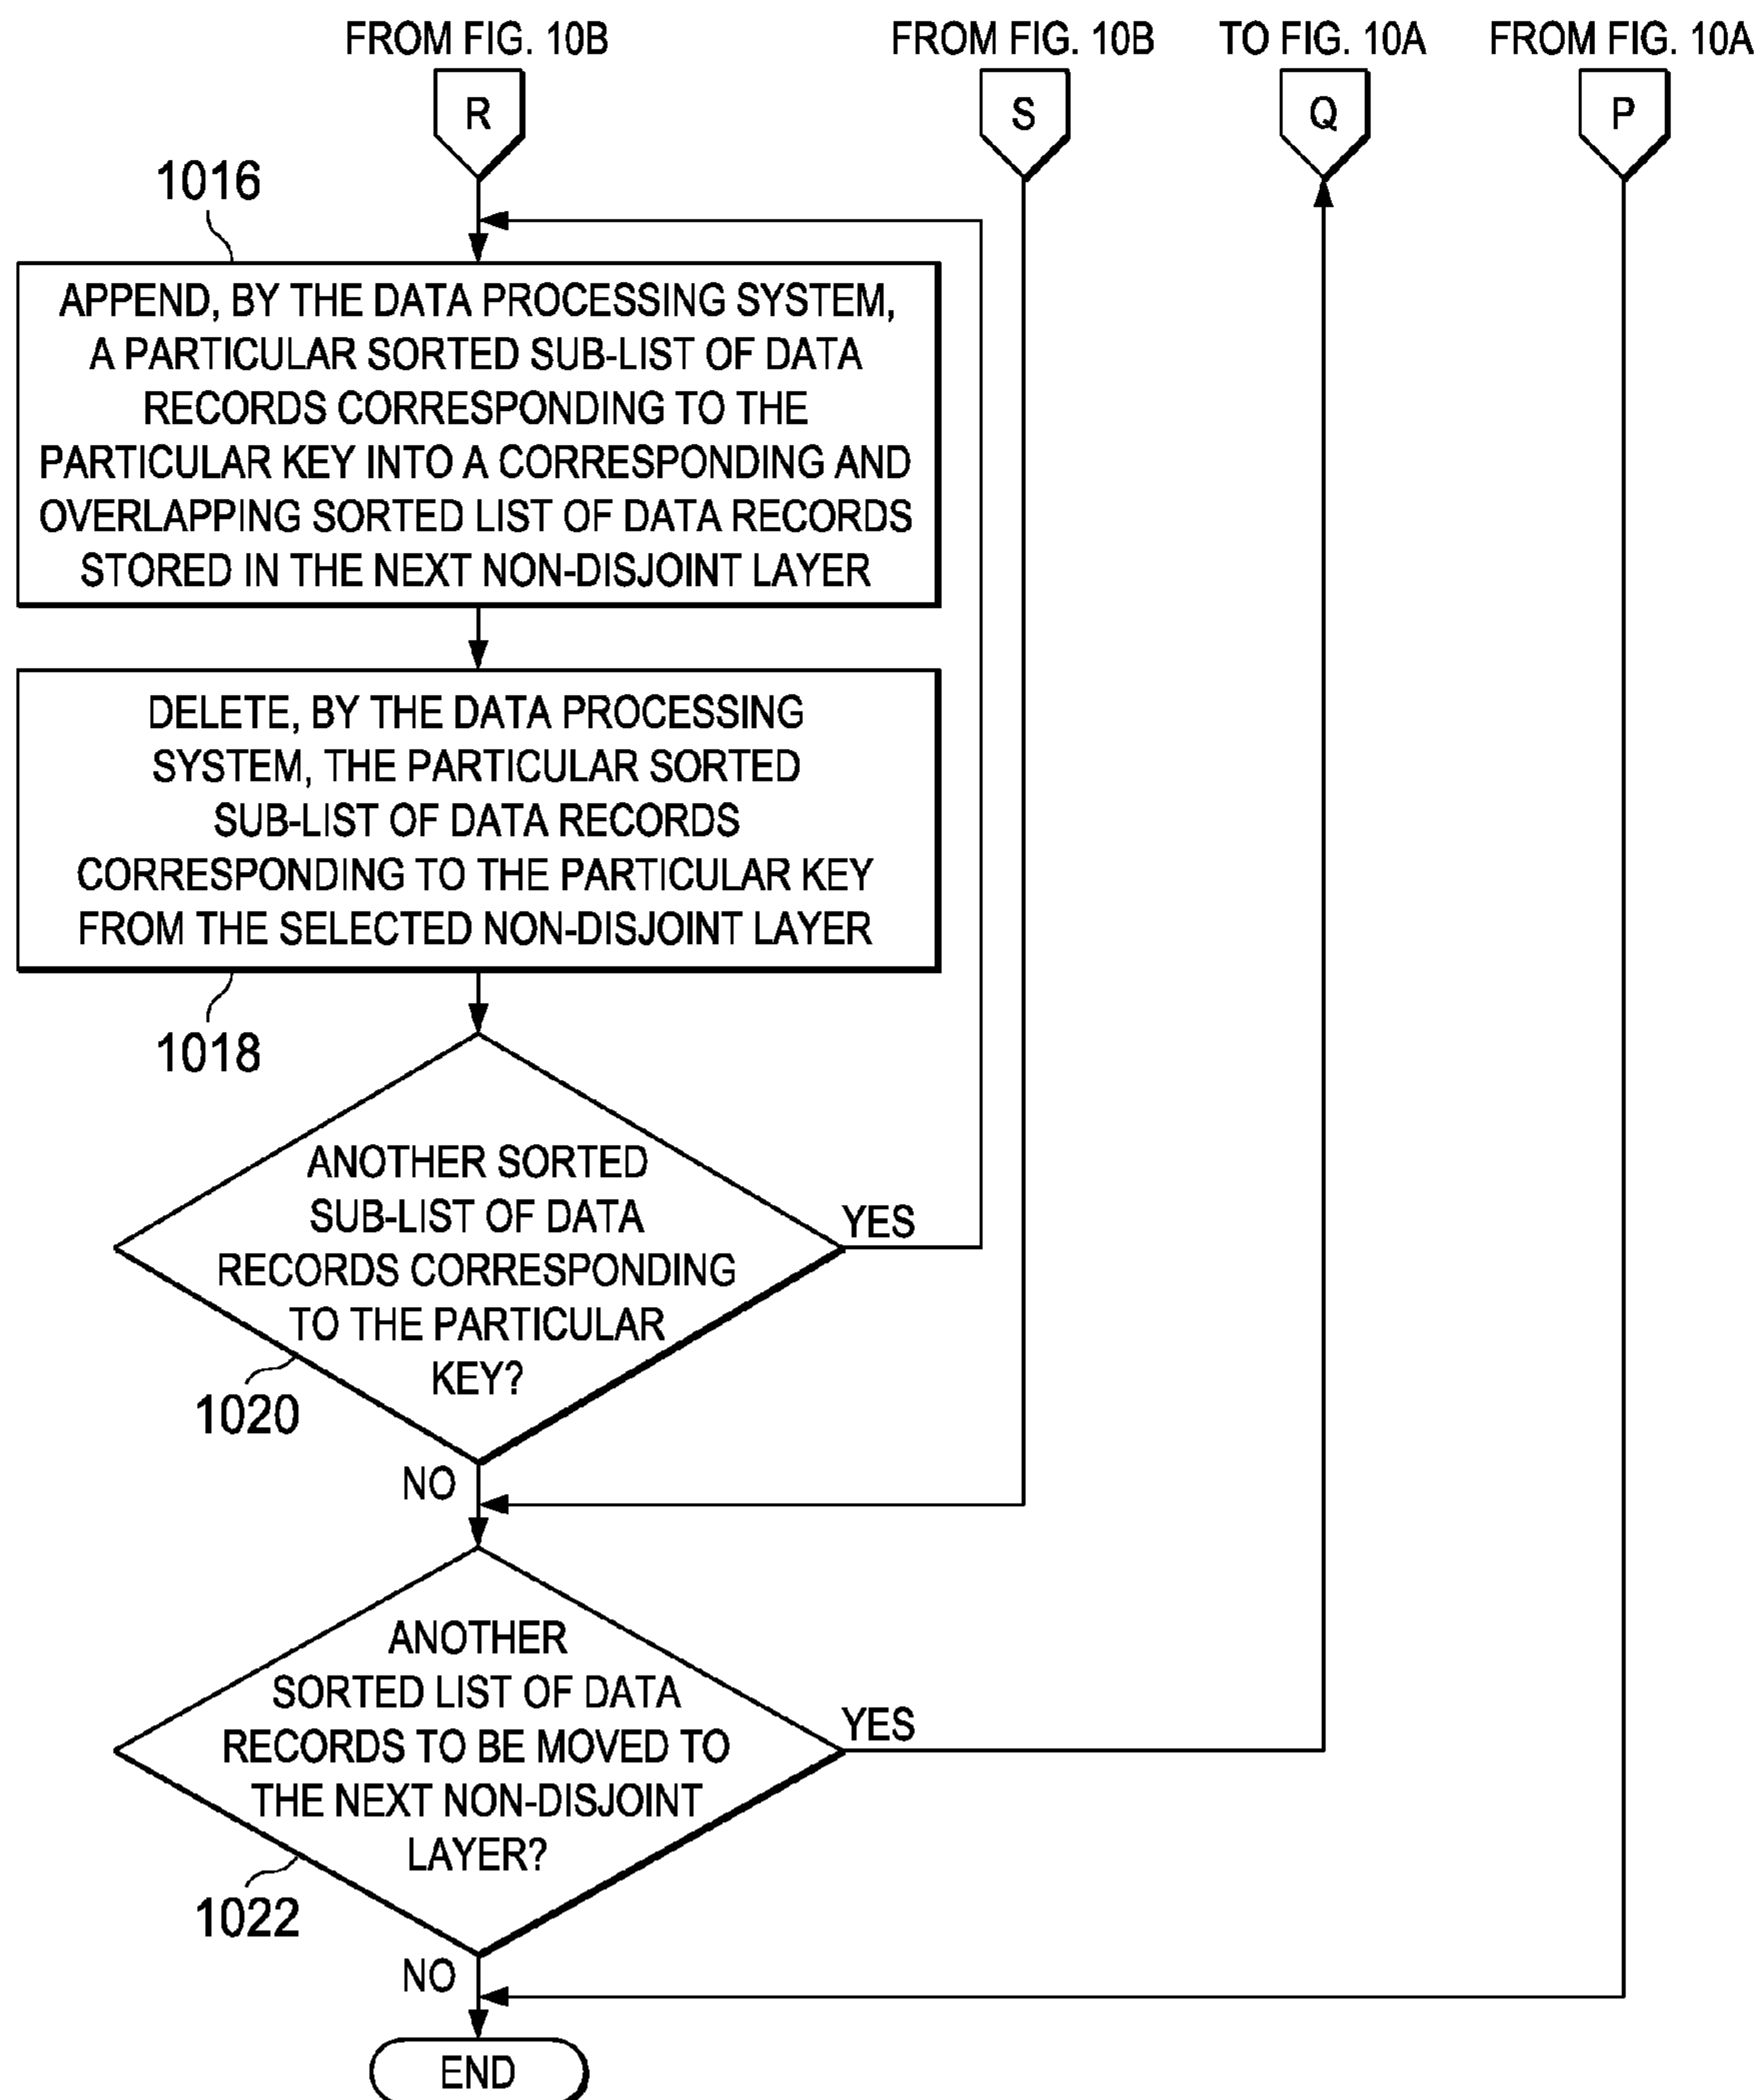 FROM FIG. 10B
FROM FIG. 10B
TO FIG. 10A
FROM FIG. 10A
R
S
Q
P
1016
APPEND, BY THE DATA PROCESSING SYSTEM,
A PARTICULAR SORTED SUB-LIST OF DATA
RECORDS CORRESPONDING TO THE
PARTICULAR KEY INTO A CORRESPONDING AND
OVERLAPPING SORTED LIST OF DATA RECORDS
STORED IN THE NEXT NON-DISJOINT LAYER
DELETE, BY THE DATA PROCESSING
SYSTEM, THE PARTICULAR SORTED
SUB-LIST OF DATA RECORDS
CORRESPONDING TO THE PARTICULAR KEY
FROM THE SELECTED NON-DISJOINT LAYER
1018
ANOTHER SORTED
SUB-LIST OF DATA
RECORDS CORRESPONDING
TO THE PARTICULAR
KEY?
YES
1020
NO
ANOTHER
SORTED LIST OF DATA
RECORDS TO BE MOVED TO
THE NEXT NON-DISJOINT
LAYER?
YES
1022
NO
END